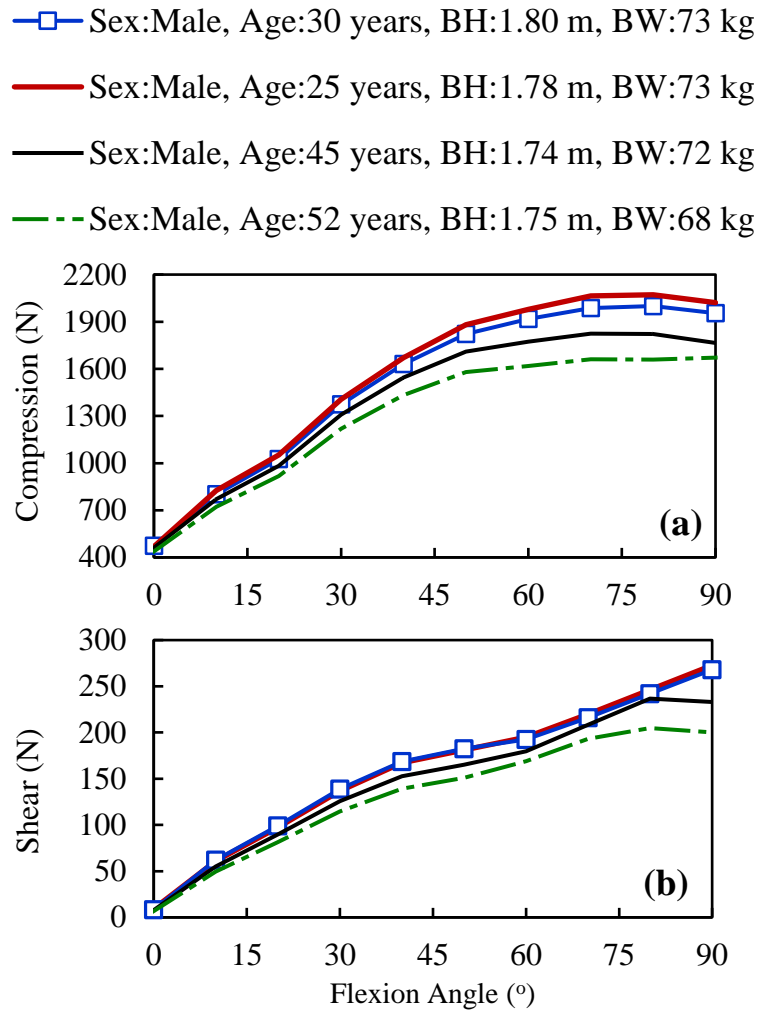 Sex:Male, Age:30 years, BH:1.80 m, BW:73 kg
Sex:Male, Age:25 years, BH:1.78 m, BW:73 kg
Sex:Male, Age:45 years, BH:1.74 m, BW:72 kg
Sex:Male, Age:52 years, BH:1.75 m, BW:68 kg
Compression (N)
2200
1900
1600
1300
1000
700
400
(a)
0 15 30 45 60 75 90
Shear (N)
300
250
200
150
100
50
0
(b)
0 15 30 45 60 75 90
Flexion Angle (º)